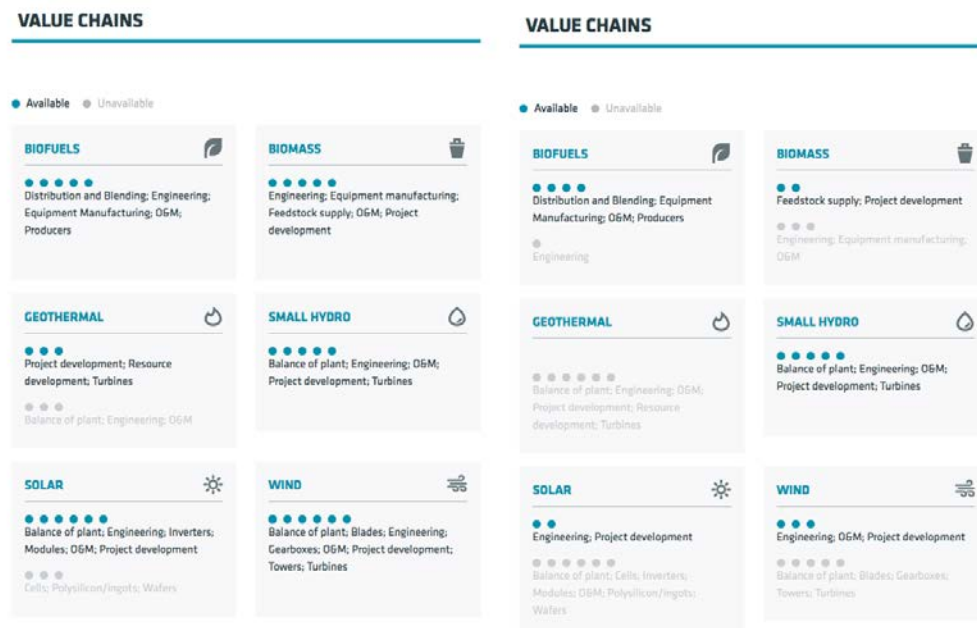 VALUE CHAINS
Available Unavailable
BIOFUELS
Distribution and Blending; Engineering;
Equipment Manufacturing; O&M;
Producers
BIOMASS
Engineering; Equipment manufacturing;
Feedstock supply; O&M; Project
development
GEOTHERMAL
Project development; Resource
development; Turbines
Balance of plant; Engineering; O&M
SMALL HYDRO
Balance of plant; Engineering; O&M;
Project development; Turbines
SOLAR
Balance of plant; Engineering; Inverters;
Modules; O&M; Project development
Cells; Polysilicon/ingots; Wafers
WIND
Balance of plant; Blades; Engineering;
Gearboxes; O&M; Project development;
Towers; Turbines
VALUE CHAINS
Available Unavailable
BIOFUELS
Distribution and Blending; Equipment
Manufacturing; O&M; Producers
Engineering
BIOMASS
Feedstock supply; Project development
Engineering; Equipment manufacturing;
O&M
GEOTHERMAL
Balance of plant; Engineering; O&M;
Project development; Resource
development; Turbines
SMALL HYDRO
Balance of plant; Engineering; O&M;
Project development; Turbines
SOLAR
Engineering; Project development
Balance of plant; Cells; Inverters;
Modules; O&M; Polysilicon/ingots;
Wafers
WIND
Engineering; O&M; Project development
Balance of plant; Blades; Gearboxes;
Towers; Turbines